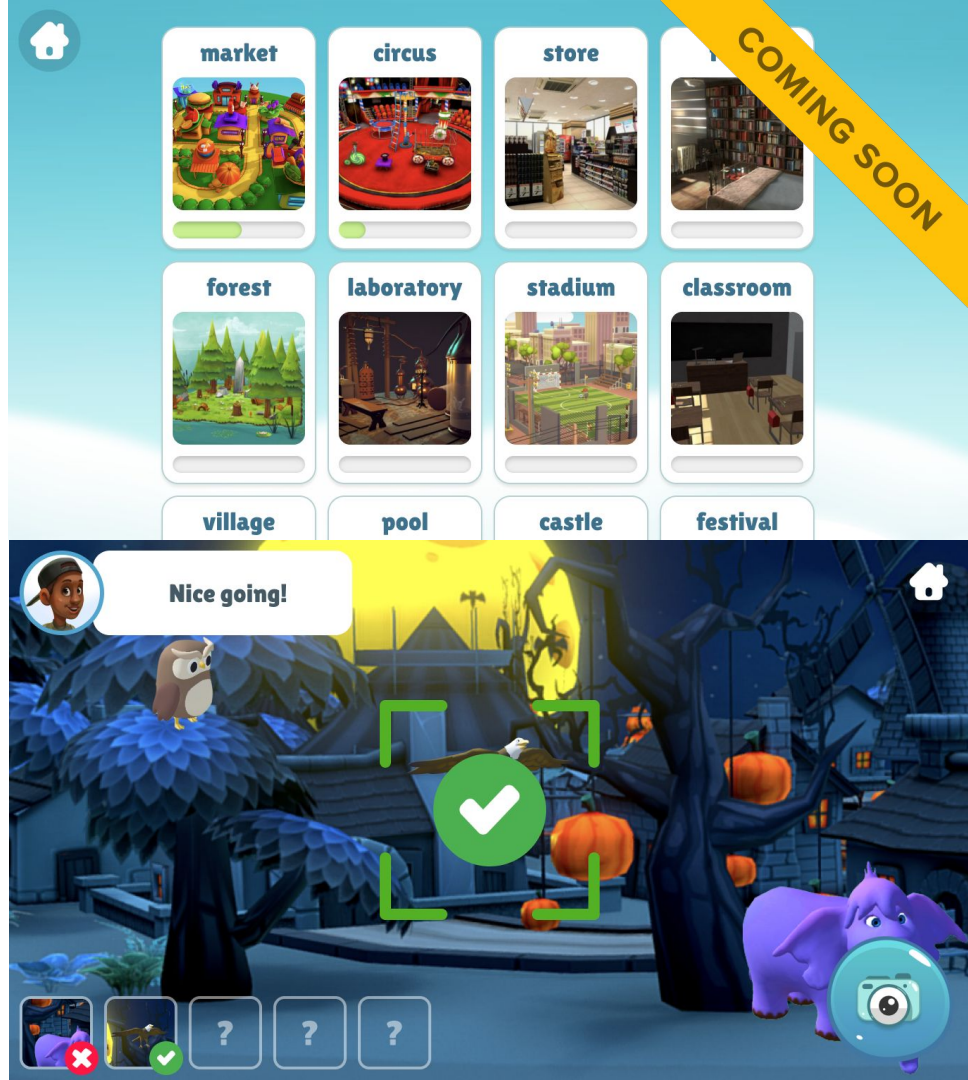 market
circus
store
COMING SOON
forest
laboratory
stadium
classroom
village
pool
castle
festival
Nice going!
?
?
?